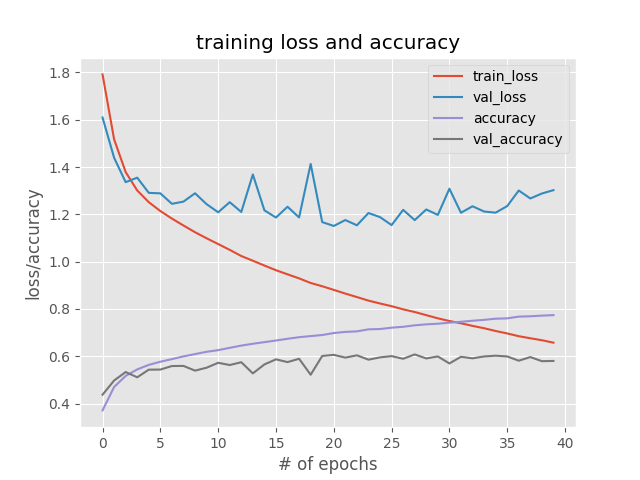 training loss and accuracy
train_loss
val_loss
accuracy
val_accuracy
loss/accuracy
1.8
1.6
1.4
1.2
1.0
0.8
0.6
0.4
0 5 10 15 20 25 30 35 40
# of epochs